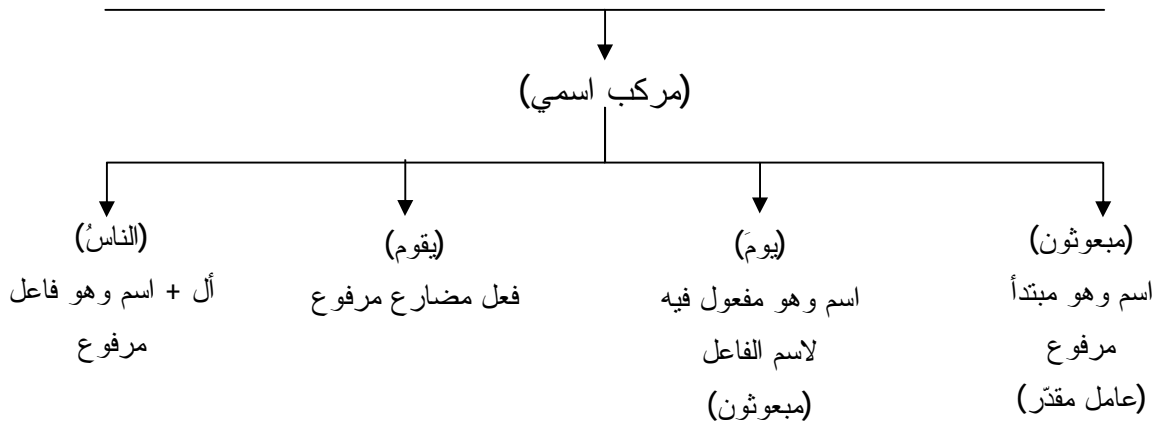 (مركب اسمي)
(مبعوثون)
اسم وهو مبتدأ
مرفوع
(عامل مقدّر)
(يومَ)
اسم وهو مفعول فيه
لاسم الفاعل
(مبعوثون)
(يقوم)
فعل مضارع مرفوع
(الناسُ)
أل + اسم وهو فاعل
مرفوع